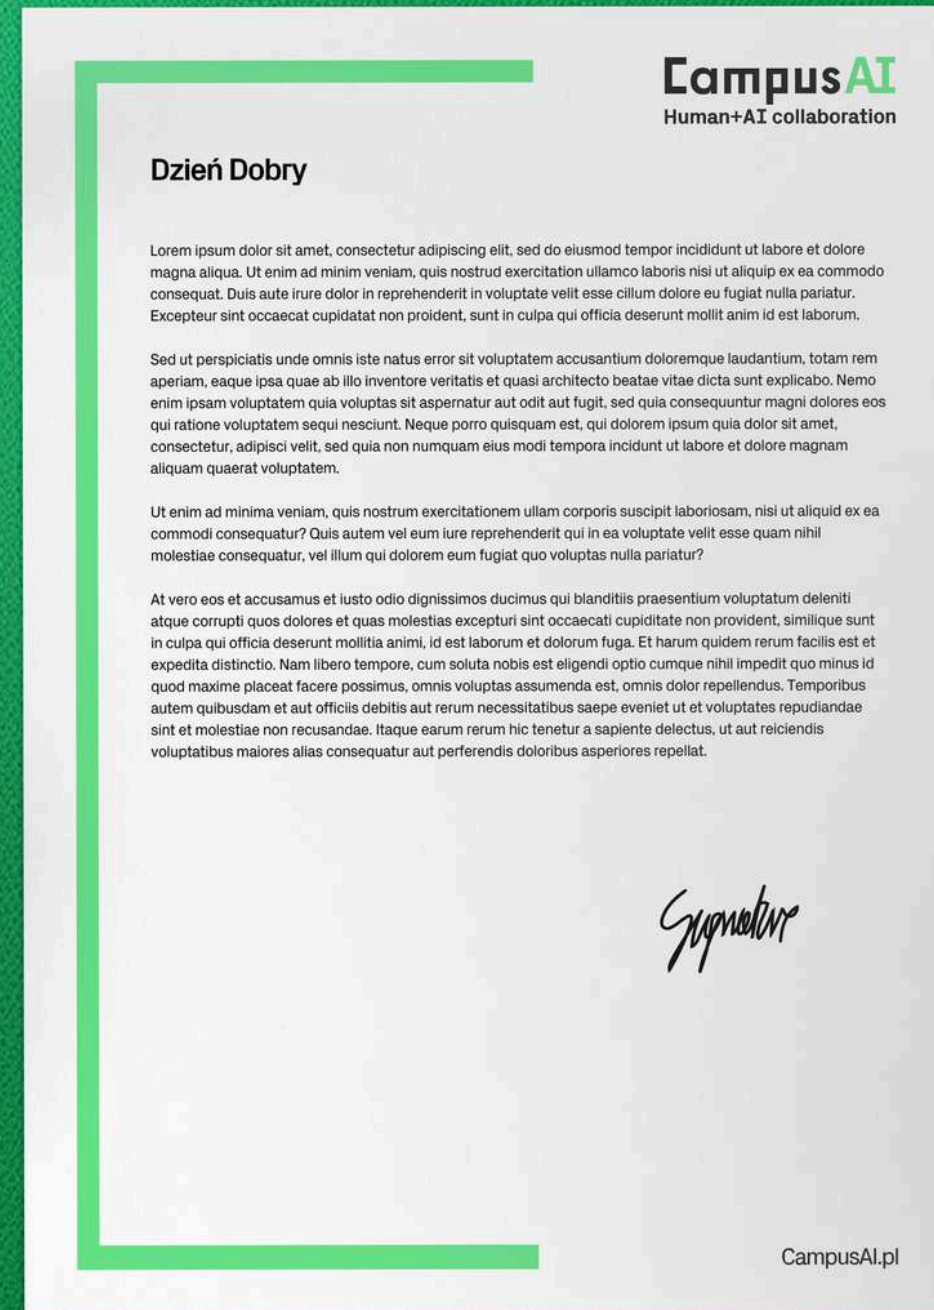 CampusAI
Human+AI collaboration
Dzień Dobry
Lorem ipsum dolor sit amet, consectetur adipiscing elit, sed do eiusmod tempor incididunt ut labore et dolore
magna aliqua. Ut enim ad minim veniam, quis nostrud exercitation ullamco laboris nisi ut aliquip ex ea commodo
consequat. Duis aute irure dolor in reprehenderit in voluptate velit esse cillum dolore eu fugiat nulla pariatur.
Excepteur sint occaecat cupidatat non proident, sunt in culpa qui officia deserunt mollit anim id est laborum.
Sed ut perspiciatis unde omnis iste natus error sit voluptatem accusantium doloremque laudantium, totam rem
aperiam, eaque ipsa quae ab illo inventore veritatis et quasi architecto beatae vitae dicta sunt explicabo. Nemo
enim ipsam voluptatem quia voluptas sit aspernatur aut odit aut fugit, sed quia consequuntur magni dolores eos
qui ratione voluptatem sequi nesciunt. Neque porro quisquam est, qui dolorem ipsum quia dolor sit amet,
consectetur, adipisci velit, sed quia non numquam eius modi tempora incidunt ut labore et dolore magnam
aliquam quaerat voluptatem.
Ut enim ad minima veniam, quis nostrum exercitationem ullam corporis suscipit laboriosam, nisi ut aliquid ex ea
commodi consequatur? Quis autem vel eum iure reprehenderit qui in ea voluptate velit esse quam nihil
molestiae consequatur, vel illum qui dolorem eum fugiat quo voluptas nulla pariatur?
At vero eos et accusamus et iusto odio dignissimos ducimus qui blanditiis praesentium voluptatum deleniti
atque corrupti quos dolores et quas molestias excepturi sint occaecati cupiditate non provident, similique sunt
in culpa qui officia deserunt mollitia animi, id est laborum et dolorum fuga. Et harum quidem rerum facilis est et
expedita distinctio. Nam libero tempore, cum soluta nobis est eligendi optio cumque nihil impedit quo minus id
quod maxime placeat facere possimus, omnis voluptas assumenda est, omnis dolor repellendus. Temporibus
autem quibusdam et aut officiis debitis aut rerum necessitatibus saepe eveniet ut et voluptates repudiandae
sint et molestiae non recusandae. Itaque earum rerum hic tenetur a sapiente delectus, ut aut reiciendis
voluptatibus maiores alias consequatur aut perferendis doloribus asperiores repellat.
Signature
CampusAI.pl